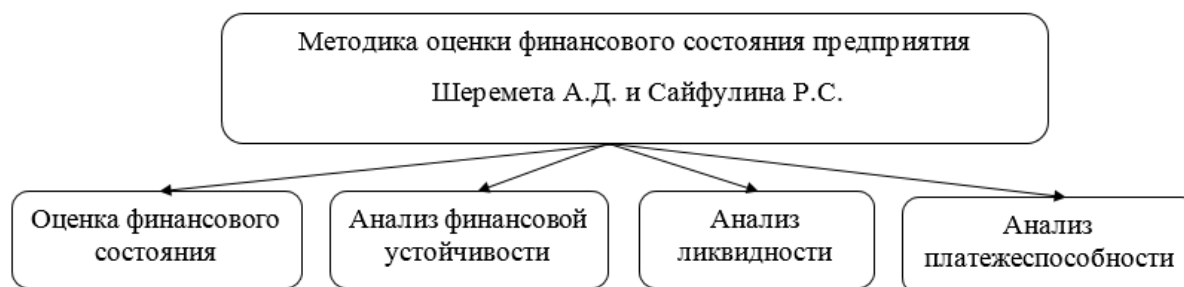 Методика оценки финансового состояния предприятия
Шеремета А.Д. и Сайфулина Р.С.
Оценка финансового
состояния
Анализ финансовой
устойчивости
Анализ
ликвидности
Анализ
платежеспособности